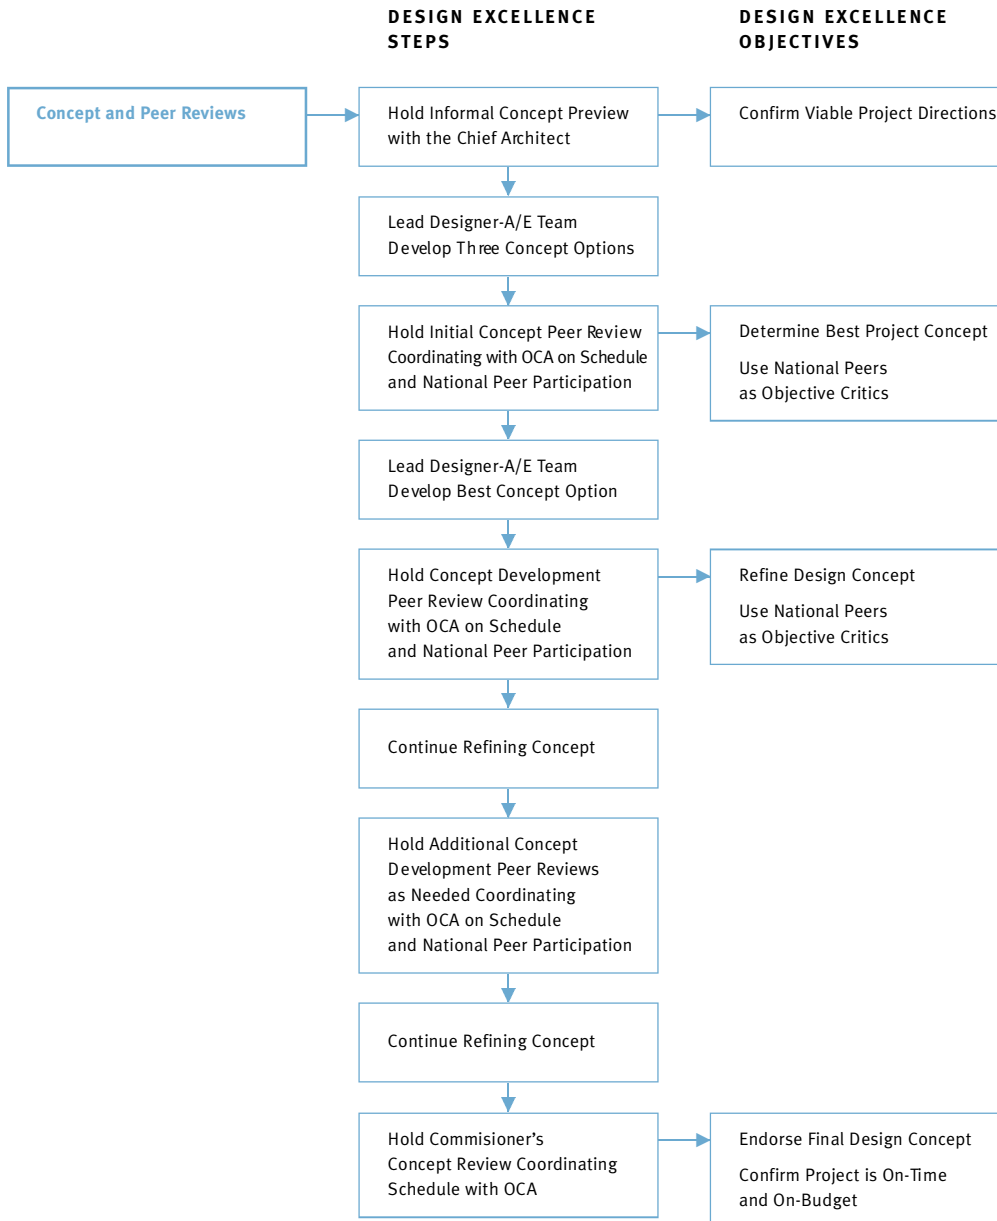 DESIGN EXCELLENCE
STEPS
DESIGN EXCELLENCE
OBJECTIVES
Concept and Peer Reviews
Hold Informal Concept Preview
with the Chief Architect
Confirm Viable Project Directions
Lead Designer-A/E Team
Develop Three Concept Options
Hold Initial Concept Peer Review
Coordinating with OCA on Schedule
and National Peer Participation
Determine Best Project Concept
Use National Peers
as Objective Critics
Lead Designer-A/E Team
Develop Best Concept Option
Hold Concept Development
Peer Review Coordinating
with OCA on Schedule
and National Peer Participation
Refine Design Concept
Use National Peers
as Objective Critics
Continue Refining Concept
Hold Additional Concept
Development Peer Reviews
as Needed Coordinating
with OCA on Schedule
and National Peer Participation
Continue Refining Concept
Hold Commisioner’s
Concept Review Coordinating
Schedule with OCA
Endorse Final Design Concept
Confirm Project is On-Time
and On-Budget